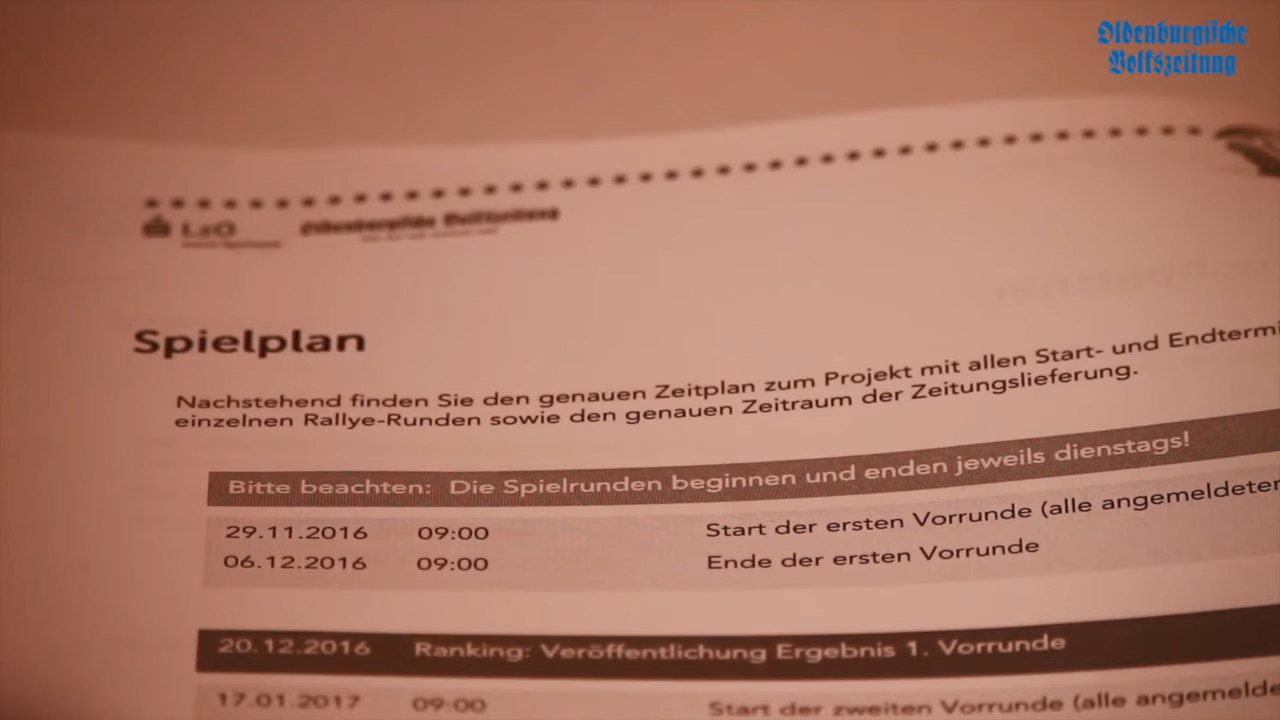 Oldenburgische
Volkszeitung
LzO
Oldenburgische Volkszeitung
Spielplan
Nachstehend finden Sie den genauen Zeitplan zum Projekt mit allen Start- und Endtermi
einzelnen Rallye-Runden sowie den genauen Zeitraum der Zeitungslieferung.
Bitte beachten: Die Spielrunden beginnen und enden jeweils dienstags!
29.11.2016 09:00 Start der ersten Vorrunde (alle angemeldeten
06.12.2016 09:00 Ende der ersten Vorrunde
20.12.2016 Ranking: Veröffentlichung Ergebnis 1. Vorrunde
17.01.2017 09:00 Start der zweiten Vorrunde (alle angemelde